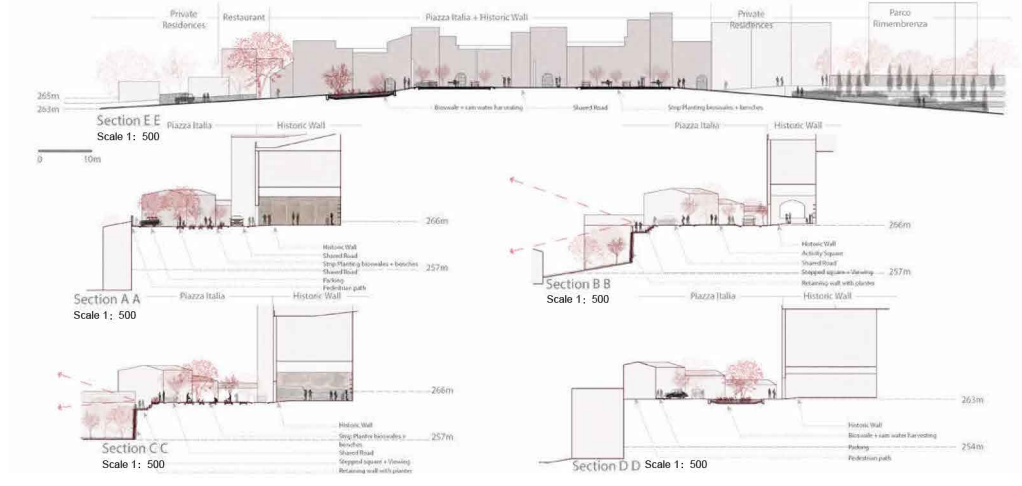 Private
Residences
Restaurant
Piazza Italia + Historic Wall
Private
Residences
Parco
Rimembrenza
265m
263m
Bioswale + rain water harvesting
Shared Road
Strip Planting bioswales + benches
Section E E
Scale 1: 500
0
10m
Piazza Italia
Historic Wall
266m
257m
Historic Wall
Shared Road
Strip Planting bioswales + benches
Shared Road
Parking
Pedestrian path
Section A A
Scale 1: 500
Piazza Italia
Historic Wall
266m
257m
Historic Wall
Activity Square
Shared Road
Stepped square + Viewing
Retaining wall with planter
Section B B
Scale 1: 500
Piazza Italia
Historic Wall
266m
257m
Historic Wall
Strip Planter bioswales +
benches
Shared Road
Stepped square + Viewing
Retaining wall with planter
Section C C
Scale 1: 500
Piazza Italia
Historic Wall
263m
254m
Historic Wall
Bioswale + rain water harvesting
Parking
Pedestrian path
Section D D
Scale 1: 500